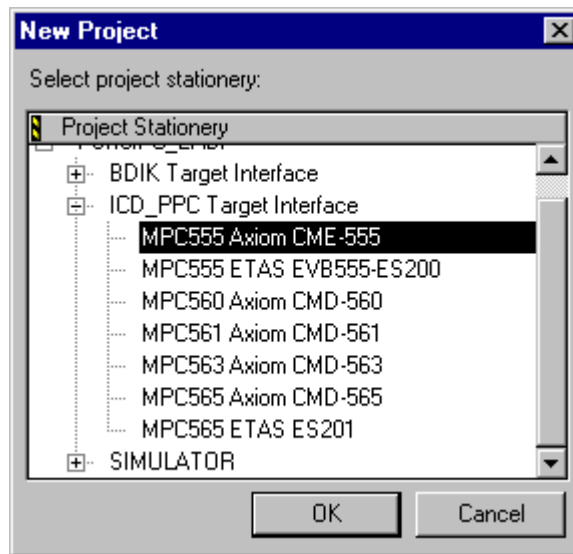 New Project
Select project stationery:
Project Stationery
BDIK Target Interface
ICD_PPC Target Interface
MPC555 Axiom CME-555
MPC555 ETAS EVB555-ES200
MPC560 Axiom CMD-560
MPC561 Axiom CMD-561
MPC563 Axiom CMD-563
MPC565 Axiom CMD-565
MPC565 ETAS ES201
SIMULATOR
OK Cancel